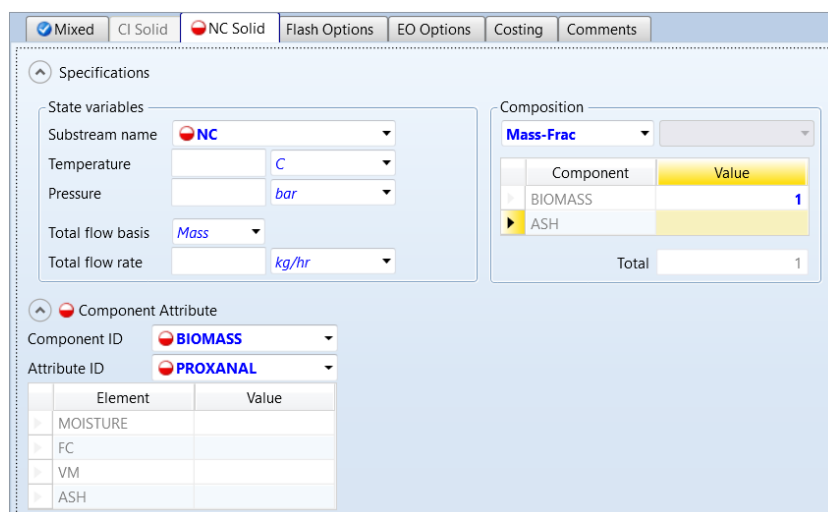 Mixed CI Solid NC Solid Flash Options EO Options Costing Comments
Specifications
State variables
Substream name NC
Temperature C
Pressure bar
Total flow basis Mass
Total flow rate kg/hr
Composition
Mass-Frac
Component Value
BIOMASS 1
ASH
Total 1
Component Attribute
Component ID BIOMASS
Attribute ID PROXANAL
Element Value
MOISTURE
FC
VM
ASH